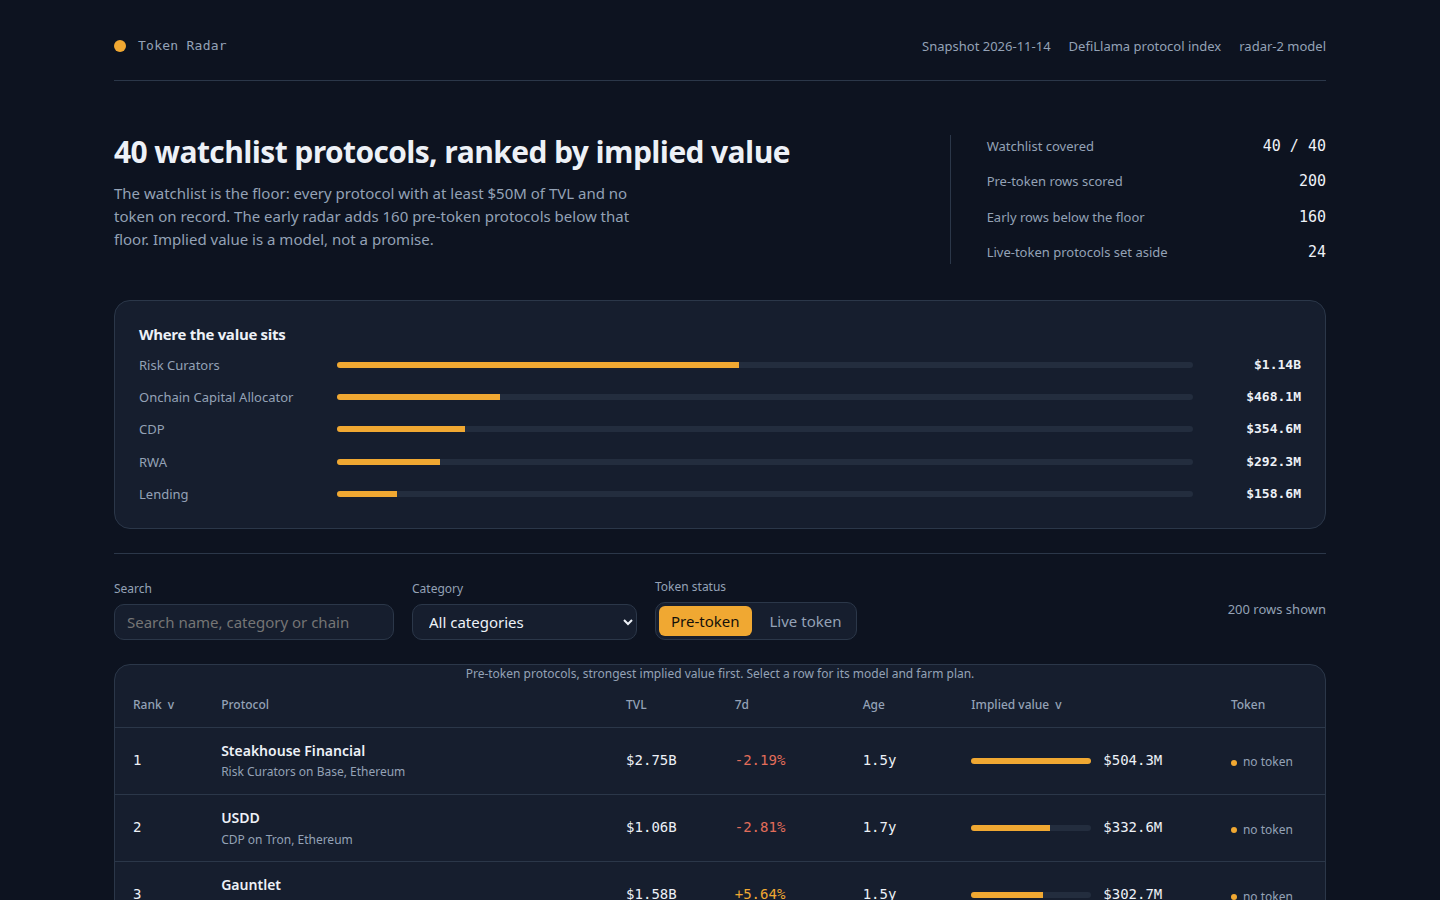 Token Radar
Snapshot 2026-11-14 DefiLlama protocol index radar-2 model
40 watchlist protocols, ranked by implied value
The watchlist is the floor: every protocol with at least $50M of TVL and no
token on record. The early radar adds 160 pre-token protocols below that
floor. Implied value is a model, not a promise.
Watchlist covered 40 / 40
Pre-token rows scored 200
Early rows below the floor 160
Live-token protocols set aside 24
Where the value sits
Risk Curators $1.14B
Onchain Capital Allocator $468.1M
CDP $354.6M
RWA $292.3M
Lending $158.6M
Search Category Token status
Search name, category or chain All categories Pre-token Live token
200 rows shown
Pre-token protocols, strongest implied value first. Select a row for its model and farm plan.
Rank v Protocol TVL 7d Age Implied value v Token
1 Steakhouse Financial $2.75B -2.19% 1.5y $504.3M no token
Risk Curators on Base, Ethereum
2 USDD $1.06B -2.81% 1.7y $332.6M no token
CDP on Tron, Ethereum
3 Gauntlet $1.58B +5.64% 1.5y $302.7M no token